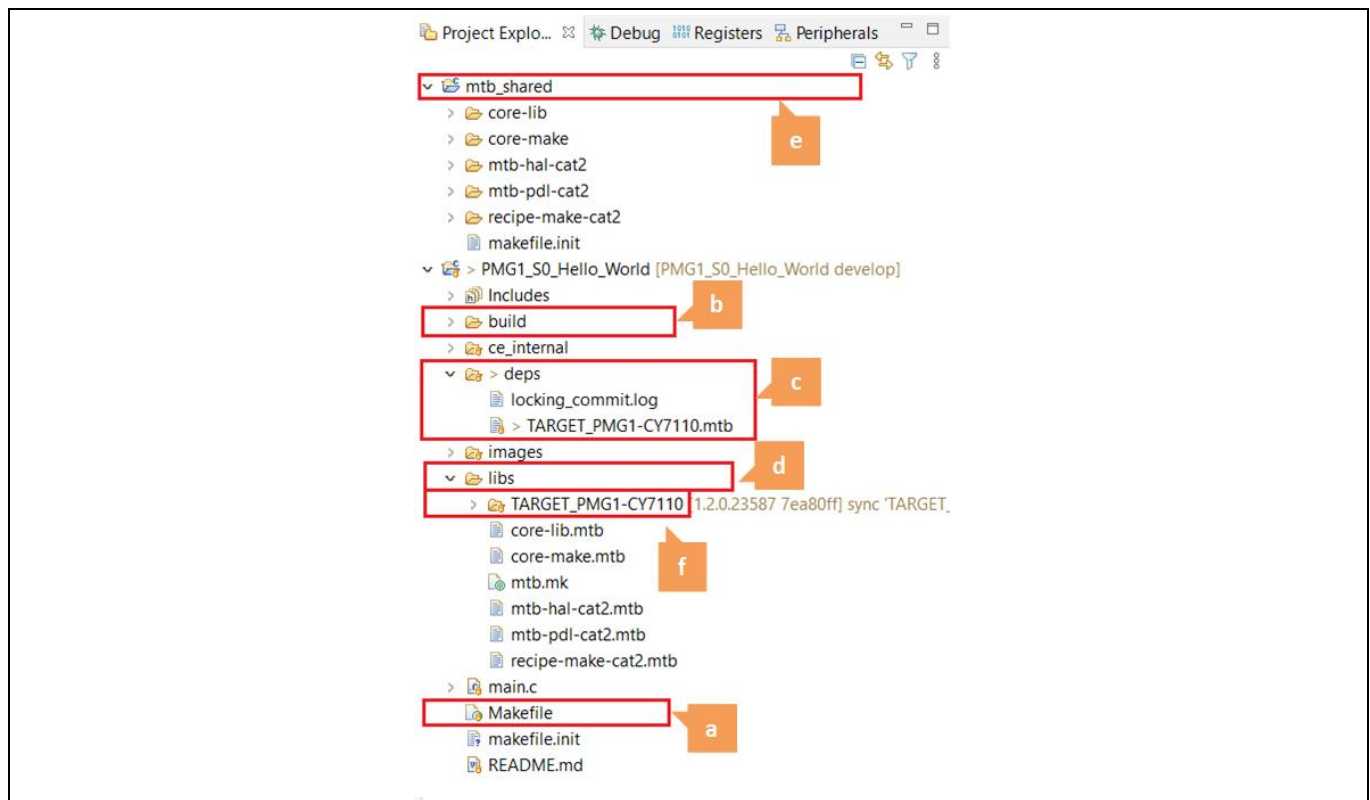 Project Explo... Debug Registers Peripherals
mtb_shared
core-lib
e
core-make
mtb-hal-cat2
mtb-pdl-cat2
recipe-make-cat2
makefile.init
> PMG1_S0_Hello_World [PMG1_S0_Hello_World develop]
Includes
b
build
ce_internal
> deps
c
locking_commit.log
> TARGET_PMG1-CY7110.mtb
images
d
libs
TARGET_PMG1-CY7110 [1.2.0.23587 7ea80ff] sync 'TARGET_
core-lib.mtb
core-make.mtb
f
mtb.mk
mtb-hal-cat2.mtb
mtb-pdl-cat2.mtb
recipe-make-cat2.mtb
main.c
Makefile
a
makefile.init
README.md